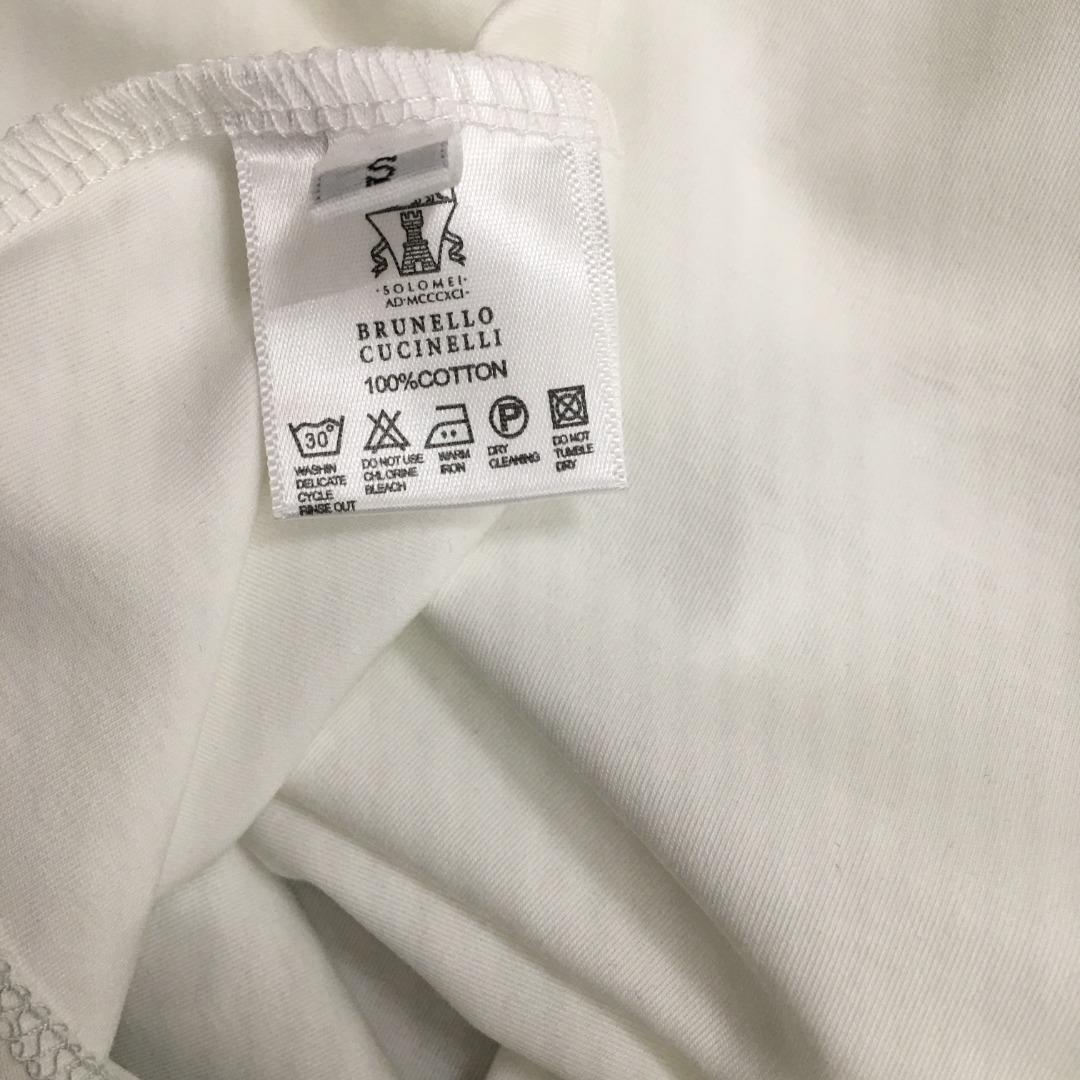 S
·SOLOMEI·
AD·MCCCXCI·
BRUNELLO
CUCINELLI
100%COTTON
30°
P
WASHIN
DELICATE
CYCLE
RINSE OUT
DO NOT USE
CHLORINE
BLEACH
WARM
IRON
DRY
CLEANING
DO NOT
TUMBLE
DRY